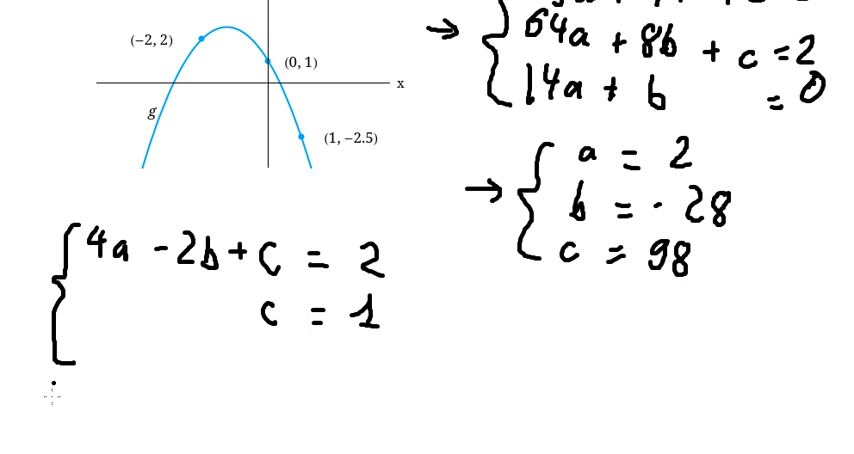 (−2, 2)
(0, 1)
x
g
(1, −2.5)
→ { 64a + 8b + c = 2
14a + b = 0
→ { a = 2
b = - 28
c = 98
{ 4a - 2b + c = 2
c = 1